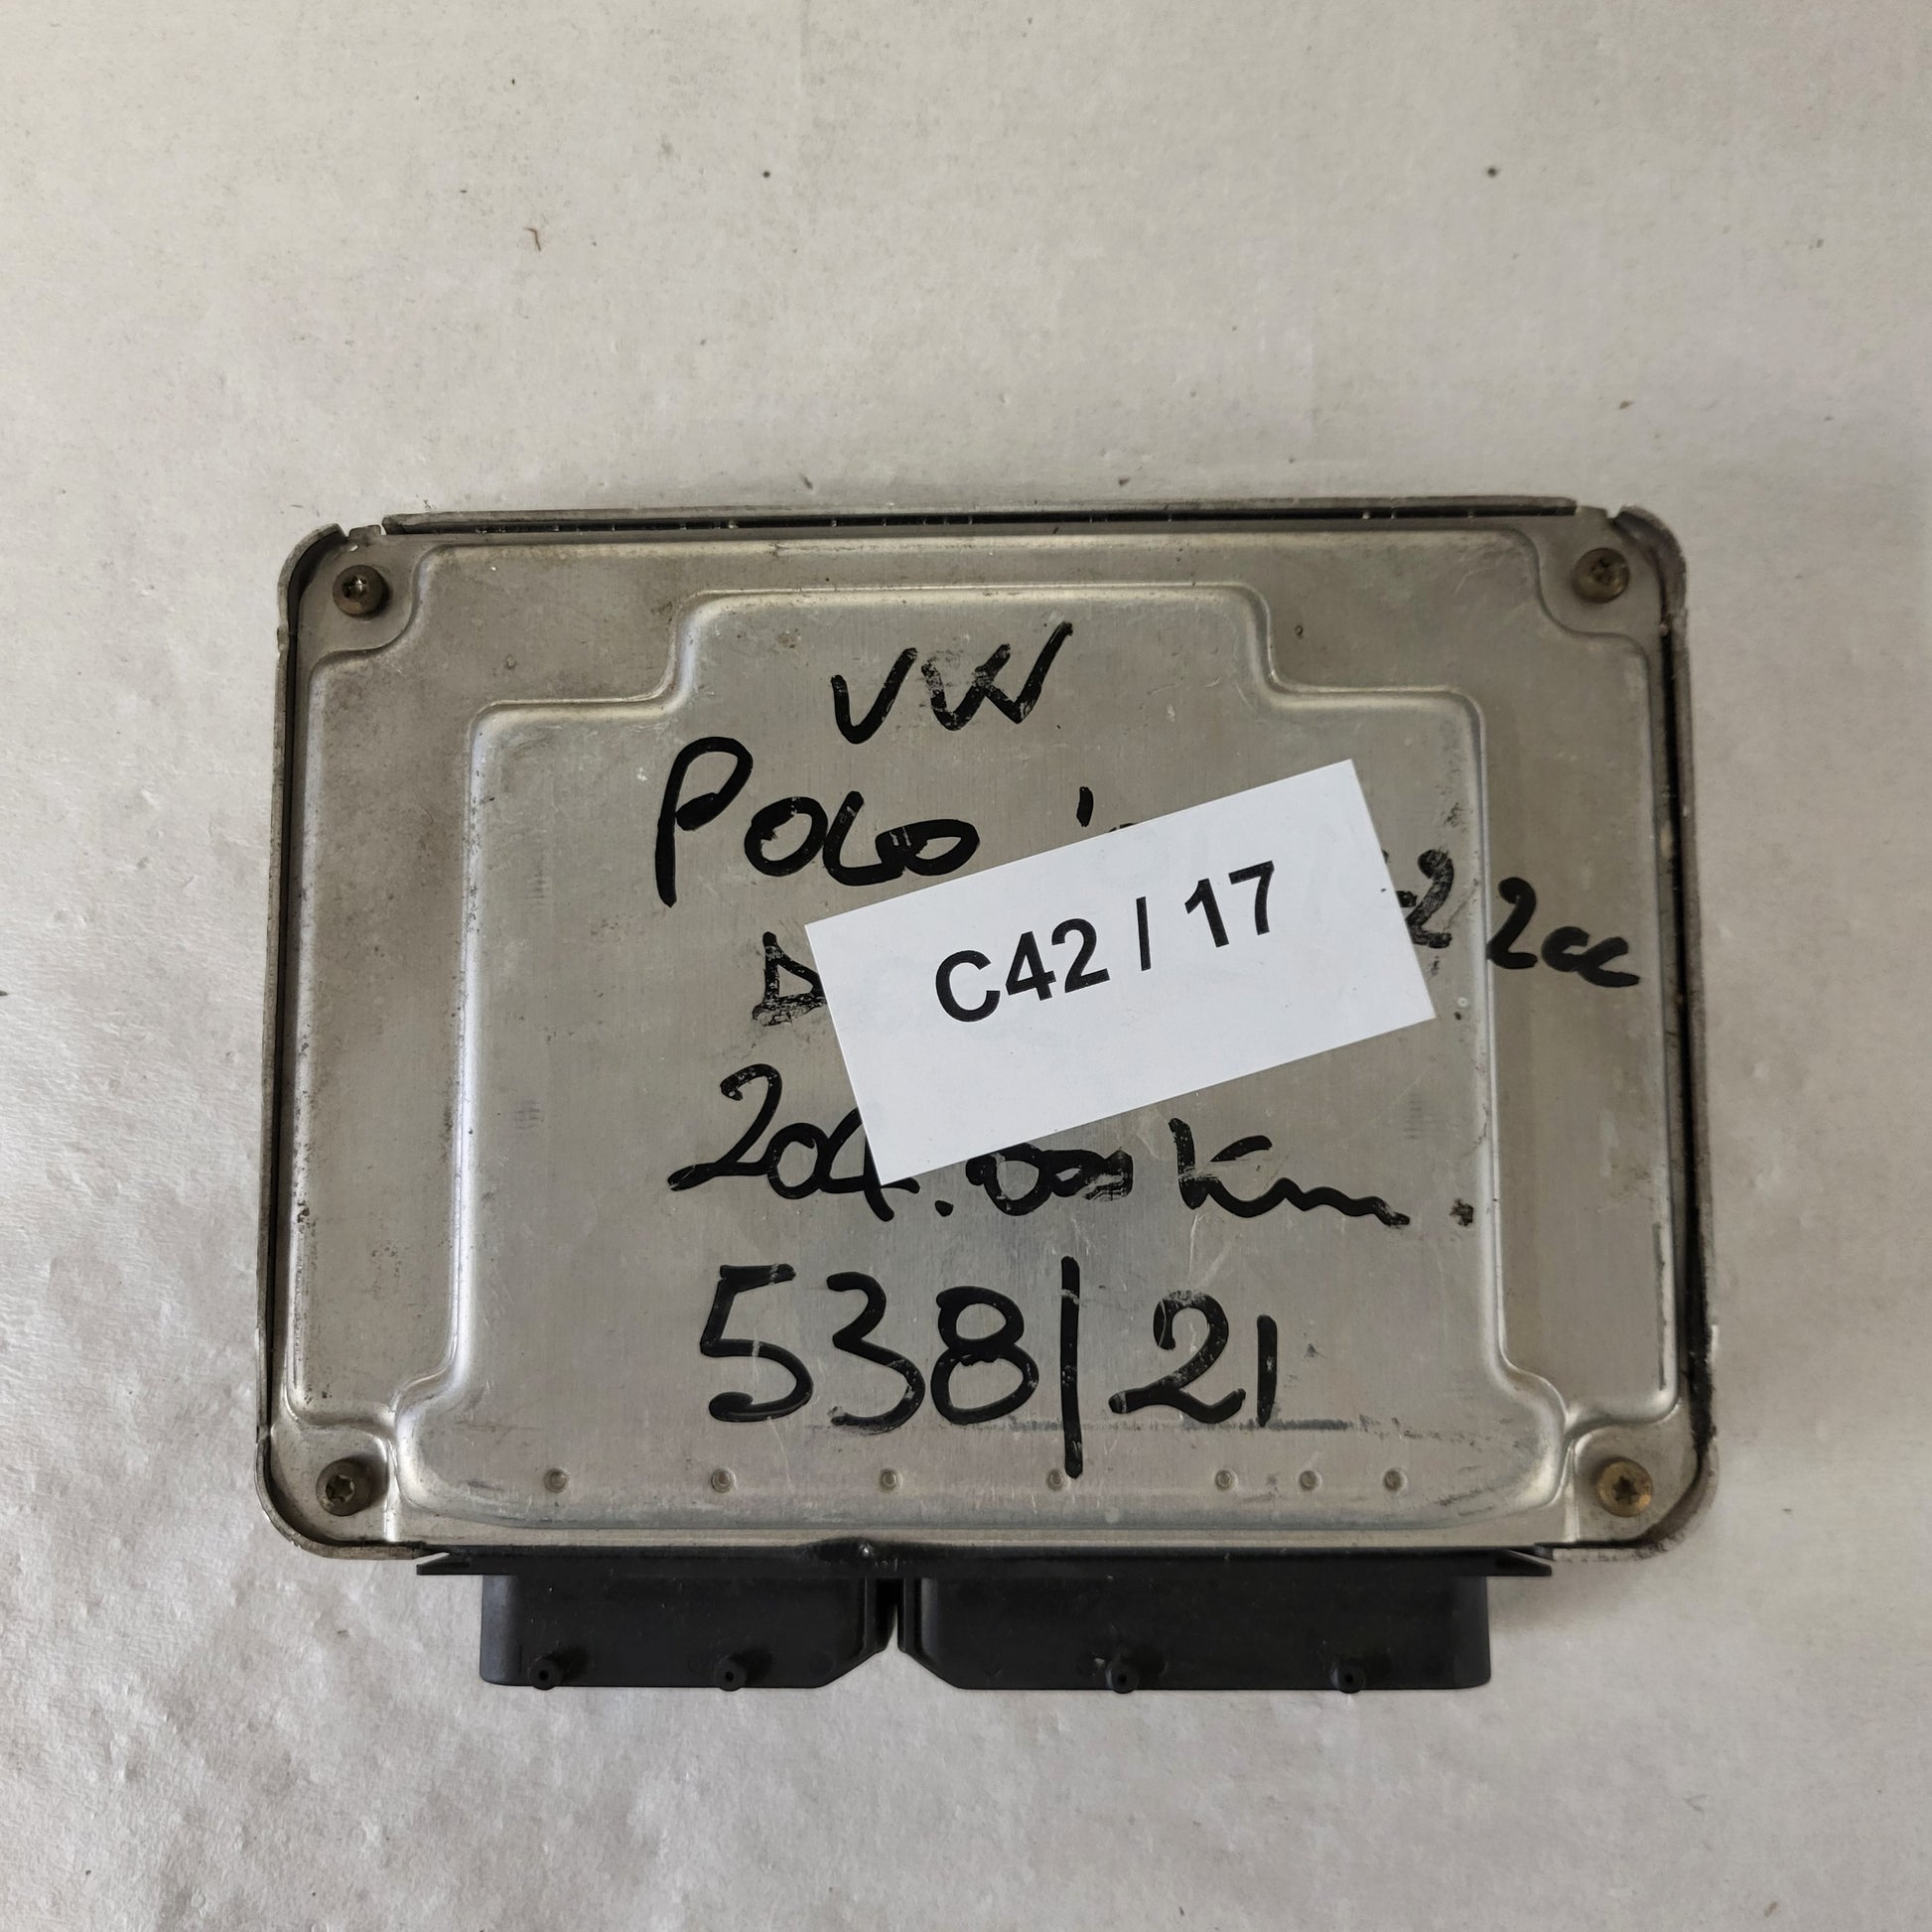 VW
POLO
C42 / 17
204.000 Km.
538/21